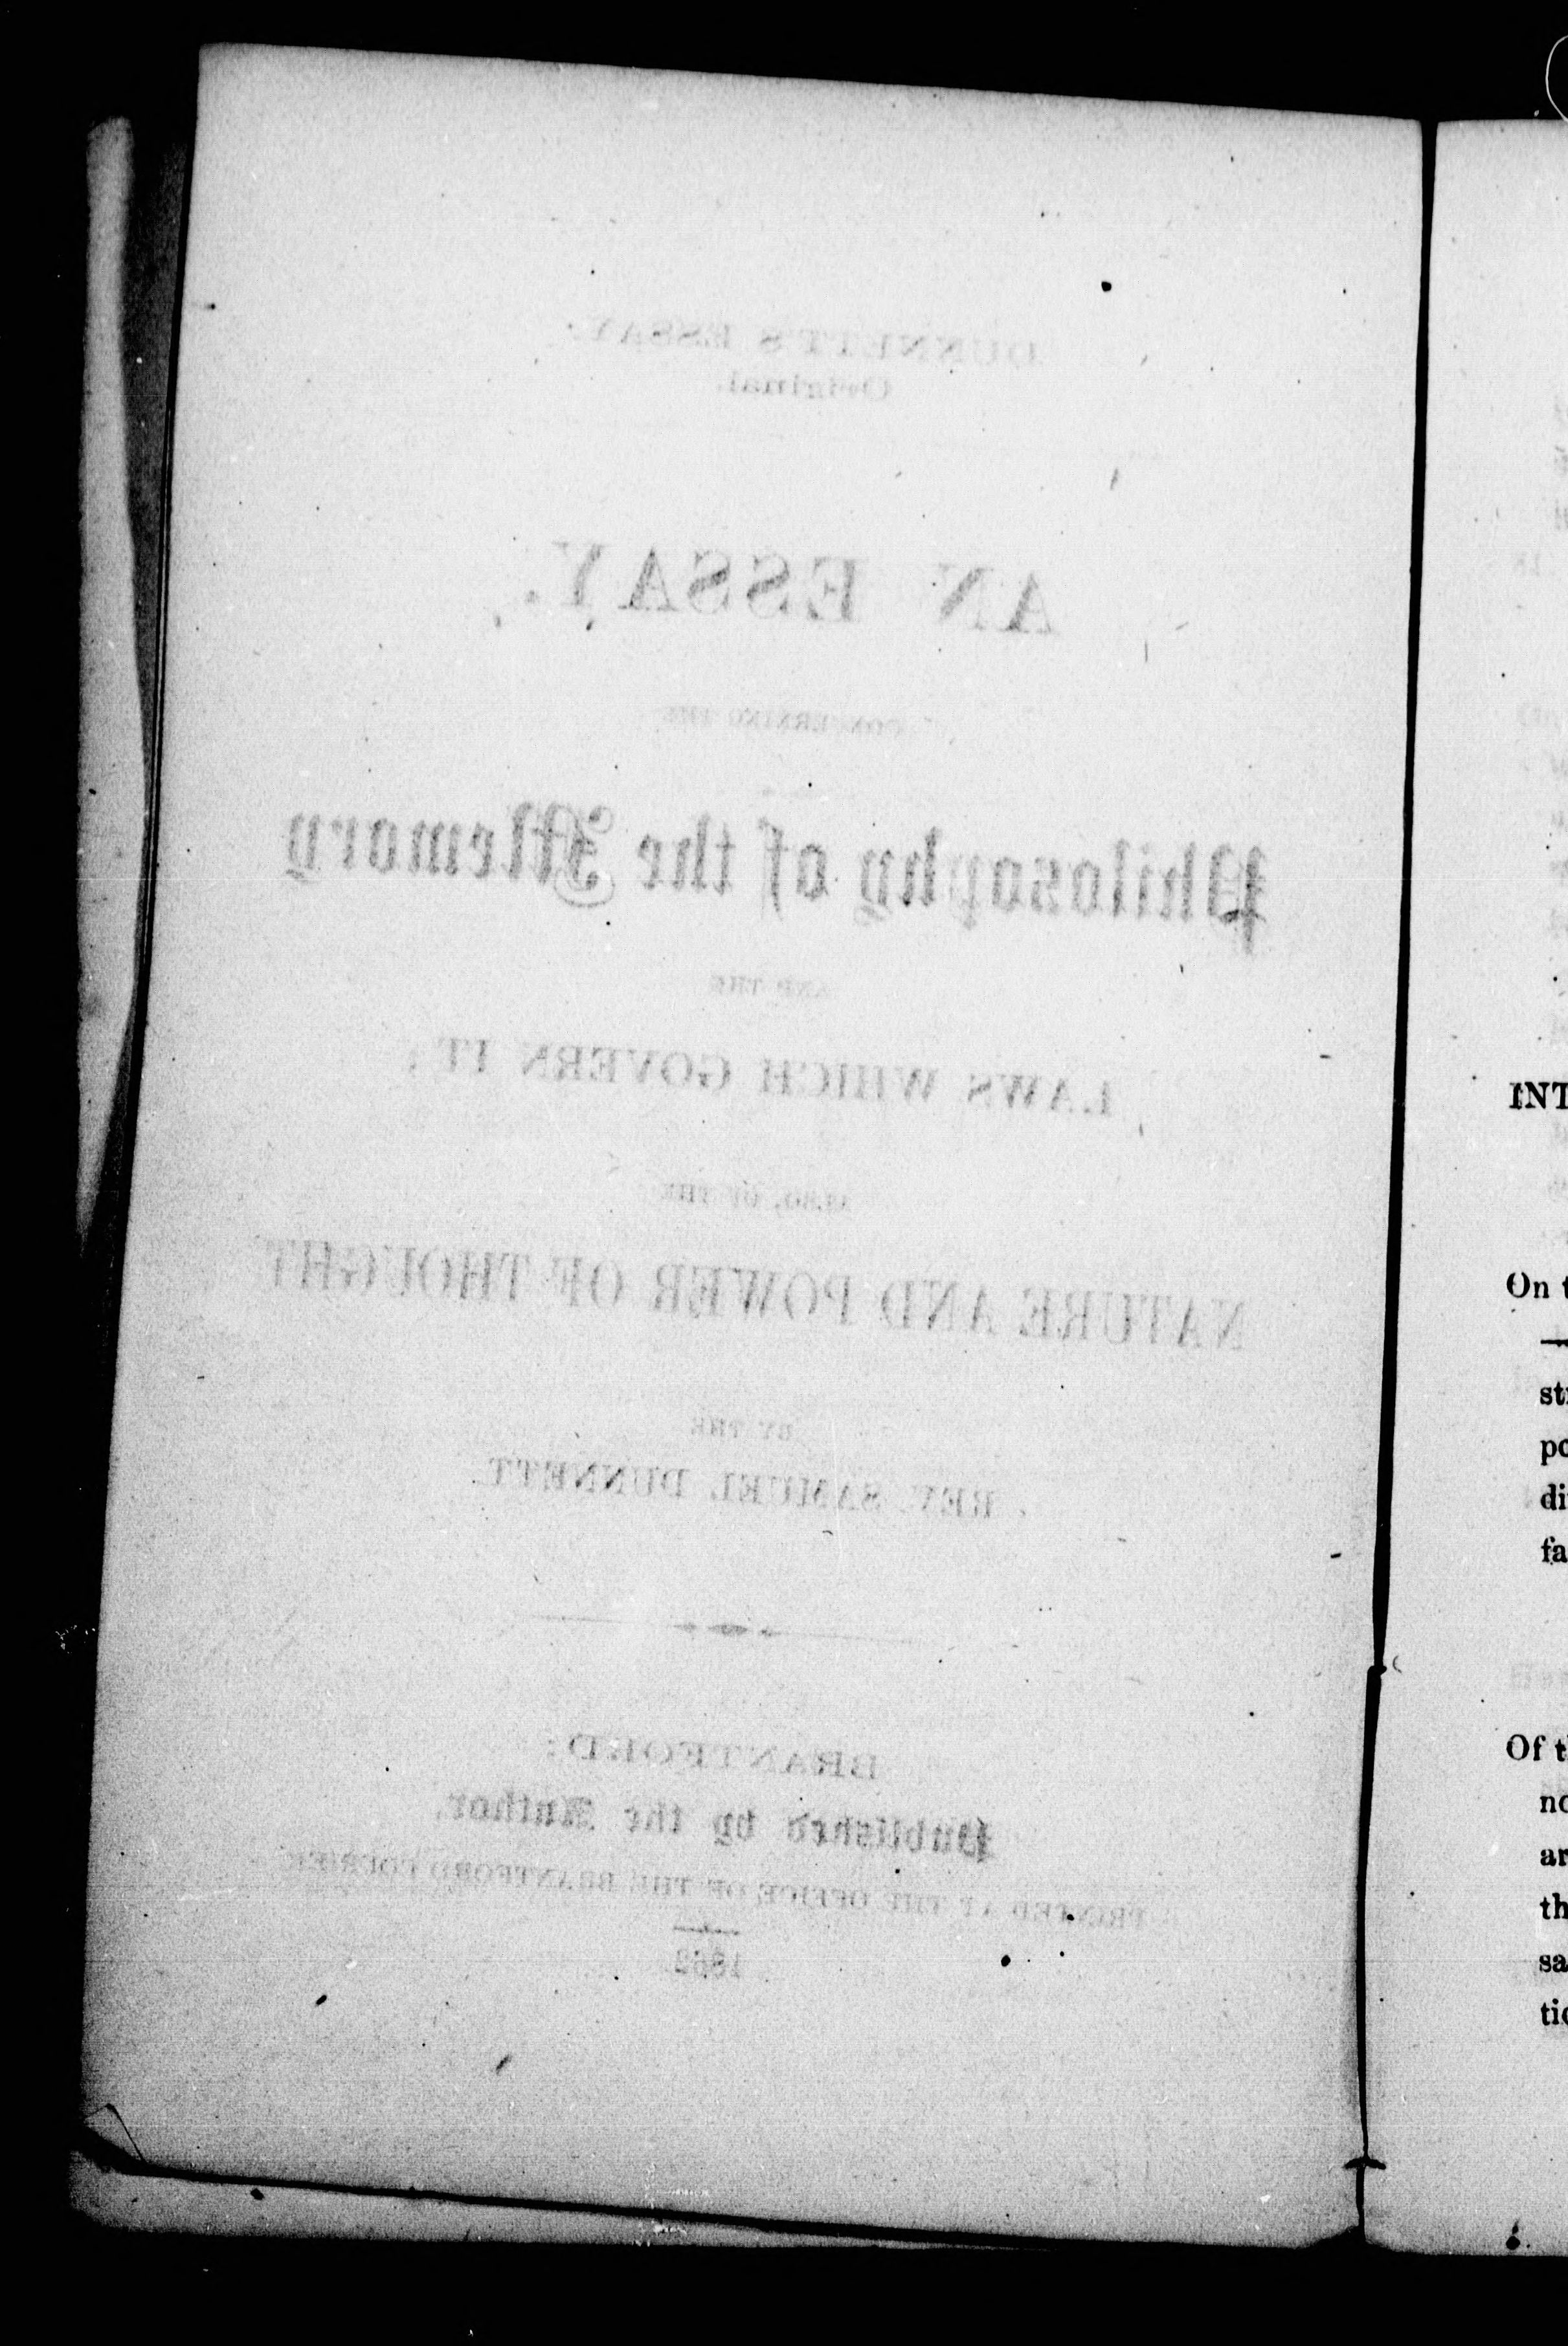 DUNNETT'S ESSAY.
Original.
AN ESSAY.
CONCERNING THE
Philosophy of the Memory
AND THE
LAWS WHICH GOVERN IT;
ALSO, OF THE
NATURE AND POWER OF THOUGHT
BY THE
REV. SAMUEL DUNNETT.
BRANTFORD:
Published by the Author.
PRINTED AT THE OFFICE OF THE BRANTFORD COURIER
1862
INT
On t
st
po
di
fa
Of t
no
ar
th
sa
tio